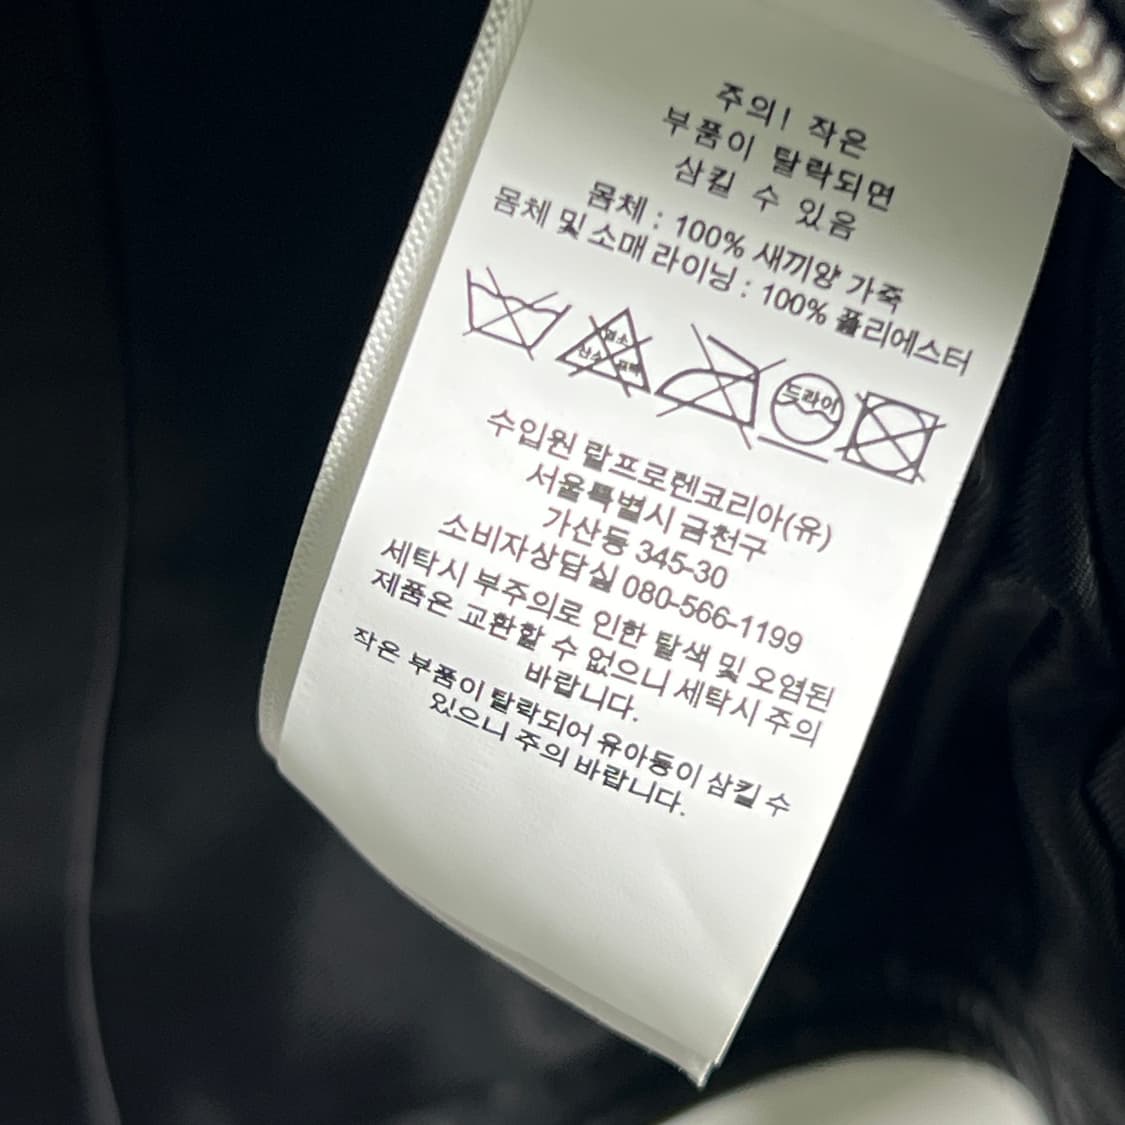 주의! 작은
부품이 탈락되면
삼킬 수 있음
몸체 : 100% 새끼양 가죽
몸체 및 소매 라이닝 : 100% 폴리에스터
염소
산소 표백
드라이
수입원 랄프로렌코리아(유)
서울특별시 금천구
가산동 345-30
소비자상담실 080-566-1199
세탁시 부주의로 인한 탈색 및 오염된
제품은 교환할 수 없으니 세탁시 주의
바랍니다.
작은 부품이 탈락되어 유아동이 삼킬 수
있으니 주의 바랍니다.